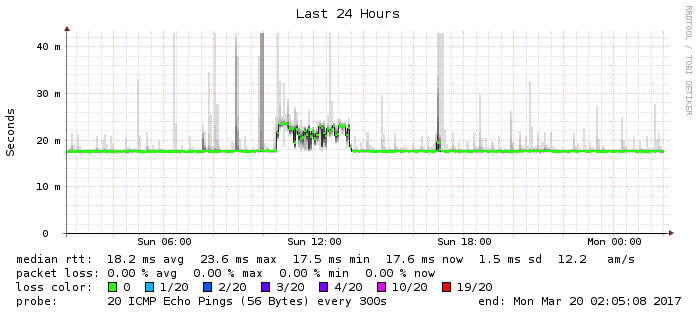 Last 24 Hours
RRDTOOL / TOBI OETIKER
Seconds
40 m
30 m
20 m
10 m
0
Sun 06:00 Sun 12:00 Sun 18:00 Mon 00:00
median rtt: 18.2 ms avg 23.6 ms max 17.5 ms min 17.6 ms now 1.5 ms sd 12.2 am/s
packet loss: 0.00 % avg 0.00 % max 0.00 % min 0.00 % now
loss color: 0 1/20 2/20 3/20 4/20 10/20 19/20
probe: 20 ICMP Echo Pings (56 Bytes) every 300s end: Mon Mar 20 02:05:08 2017